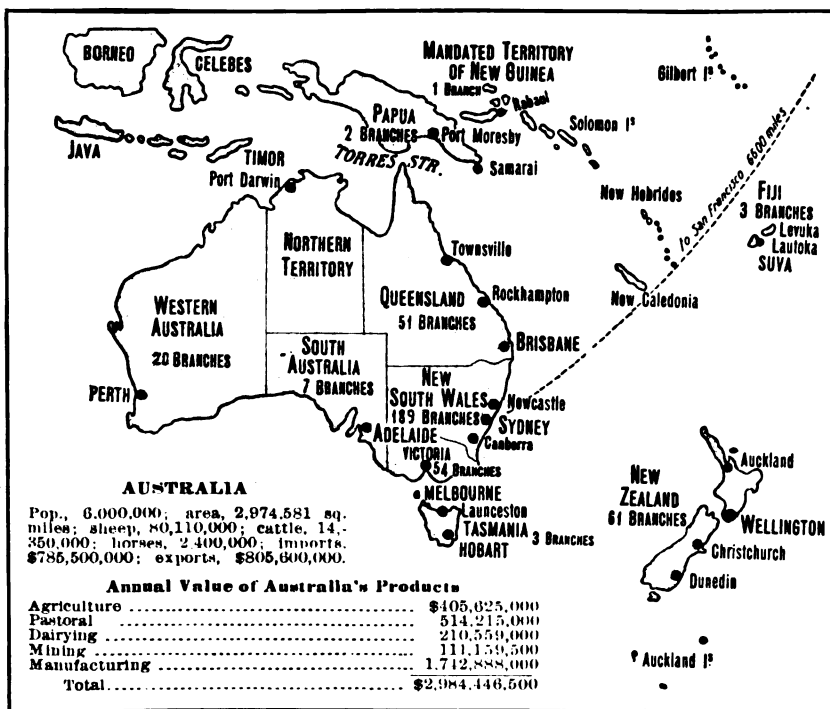 BORNEO
CELEBES
MANDATED TERRITORY
OF NEW GUINEA
1 BRANCH
Rabaul
Gilbert Is
PAPUA
2 BRANCHES
Port Moresby
Solomon Is
JAVA
TIMOR
TORRES STR.
Samarai
Port Darwin
to San Francisco 6600 miles
New Hebrides
FIJI
3 BRANCHES
Levuka
Lautoka
SUVA
NORTHERN
TERRITORY
Townsville
WESTERN
AUSTRALIA
20 BRANCHES
QUEENSLAND
51 BRANCHES
Rockhampton
New Caledonia
BRISBANE
SOUTH
AUSTRALIA
7 BRANCHES
NEW
SOUTH WALES
189 BRANCHES
Newcastle
SYDNEY
Canberra
PERTH
ADELAIDE
VICTORIA
54 BRANCHES
MELBOURNE
Launceston
TASMANIA
3 BRANCHES
HOBART
Auckland
NEW
ZEALAND
61 BRANCHES
WELLINGTON
Christchurch
Dunedin
Auckland Is
AUSTRALIA
Pop., 6,000,000; area, 2,974,581 sq.
miles; sheep, 80,110,000; cattle, 14,-
350,000; horses, 2,400,000; imports,
$785,500,000; exports, $805,600,000.
Annual Value of Australia's Products
Agriculture $405,625,000
Pastoral 514,215,000
Dairying 210,559,000
Mining 111,159,500
Manufacturing 1,742,888,000
Total $2,984,446,500